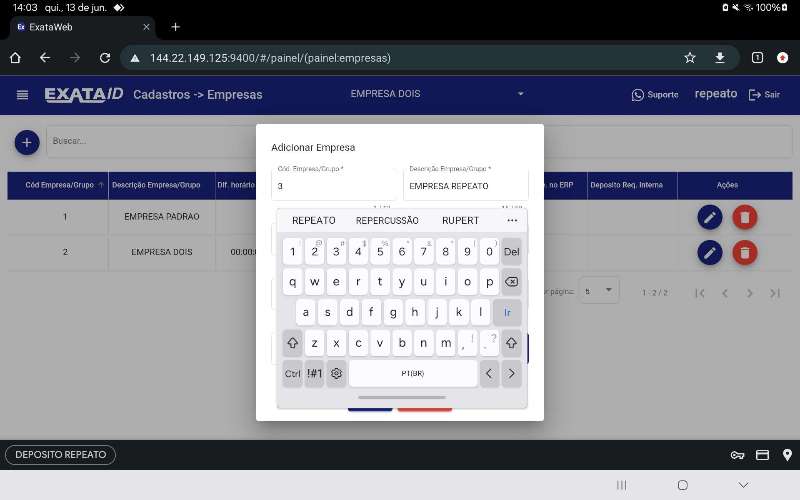 14:03 qui., 13 de jun. 100%
Ex ExataWeb
144.22.149.125:9400/#/painel/(painel:empresas)
1
EXATAID Cadastros -> Empresas EMPRESA DOIS Suporte repeato Sair
Buscar...
Adicionar Empresa
Cód. Empresa/Grupo * Descrição Empresa/Grupo *
3 EMPRESA REPEATO
Cód Empresa/Grupo Descrição Empresa/Grupo Dif. horário no ERP Deposito Req. Interna Ações
1 EMPRESA PADRAO
2 EMPRESA DOIS 00:00:
página: 5 1 - 2 / 2
REPEATO REPERCUSSÃO RUPERT ...
1 2 3 4 5 6 7 8 9 0 Del
q w e r t y u i o p
a s d f g h j k l Ir
z x c v b n m , ! . ?
Ctrl !#1 PT(BR) < >
DEPOSITO REPEATO